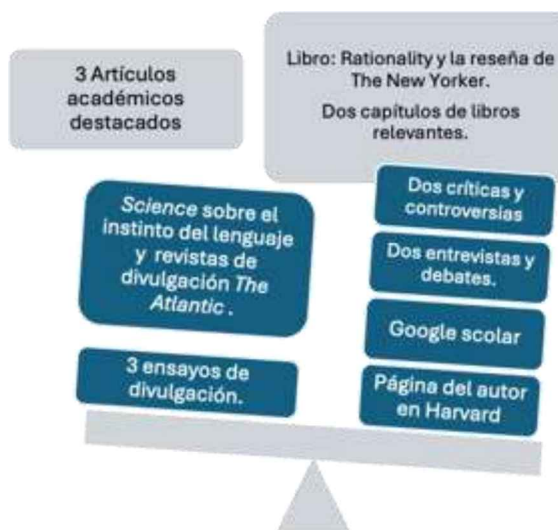 3 Artículos
académicos
destacados
Libro: Rationality y la reseña de
The New Yorker.
Dos capítulos de libros
relevantes.
Science sobre el
instinto del lenguaje
y revistas de
divulgación The
Atlantic .
3 ensayos de
divulgación.
Dos críticas y
controversias
Dos entrevistas y
debates.
Google scolar
Página del autor
en Harvard